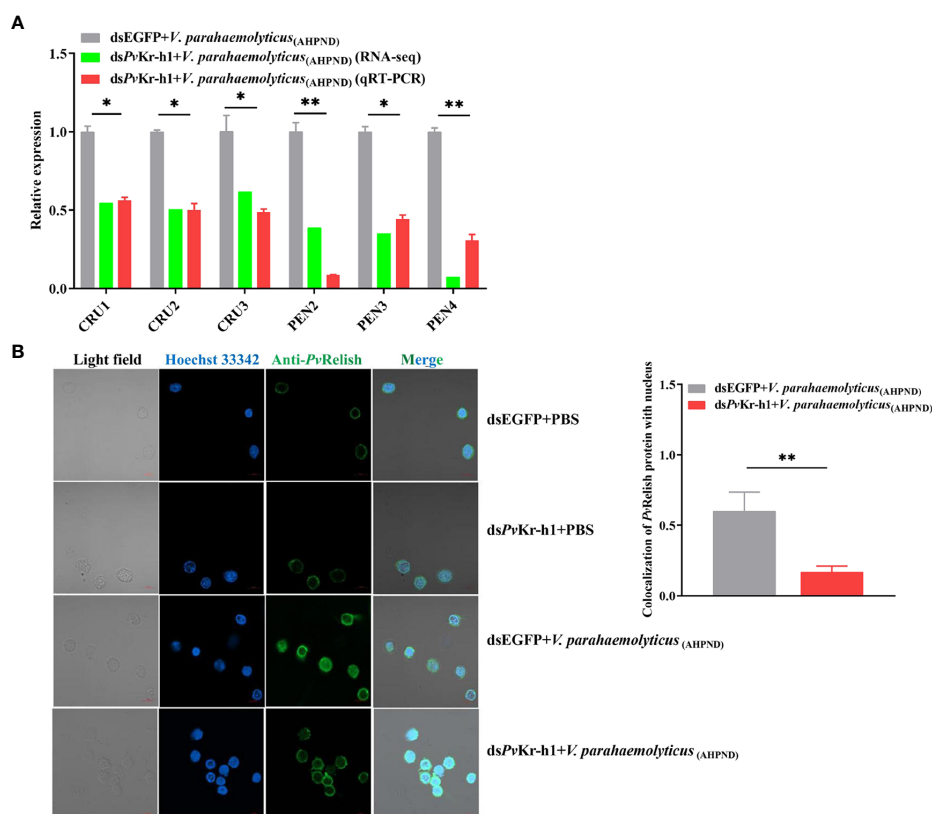 A
dsEGFP+V. parahaemolyticus(AHPND)
dsPvKr-h1+V. parahaemolyticus(AHPND) (RNA-seq)
dsPvKr-h1+V. parahaemolyticus(AHPND) (qRT-PCR)
* * * ** * **
Relative expression
1.5
1.0
0.5
0.0
CRU1 CRU2 CRU3 PEN2 PEN3 PEN4
B
Light field Hoechst 33342 Anti-PvRelish Merge
dsEGFP+PBS
dsPvKr-h1+PBS
dsEGFP+V. parahaemolyticus (AHPND)
dsPvKr-h1+V. parahaemolyticus (AHPND)
dsEGFP+V. parahaemolyticus(AHPND)
dsPvKr-h1+V. parahaemolyticus(AHPND)
Colocalization of PvRelish protein with nucleus
1.5
1.0
0.5
0.0
**